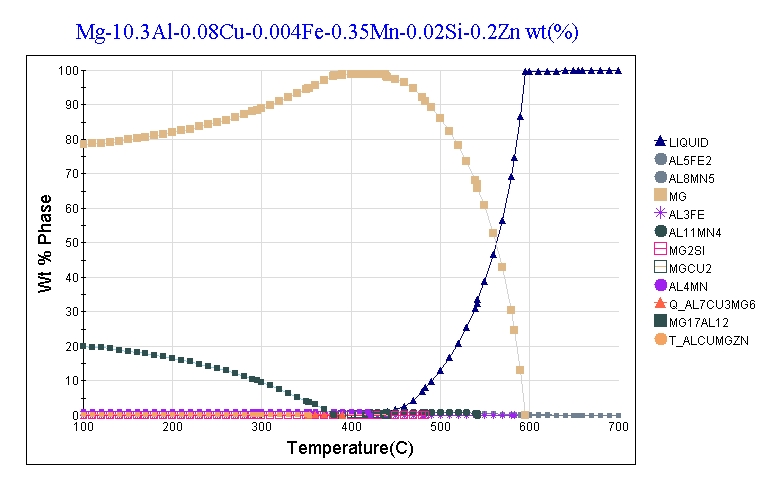 Mg-10.3Al-0.08Cu-0.004Fe-0.35Mn-0.02Si-0.2Zn wt(%)
100
90
80
70
60
50
40
30
20
10
0
Wt % Phase
100 200 300 400 500 600 700
Temperature(C)
LIQUID
AL5FE2
AL8MN5
MG
AL3FE
AL11MN4
MG2SI
MGCU2
AL4MN
Q_AL7CU3MG6
MG17AL12
T_ALCUMGZN